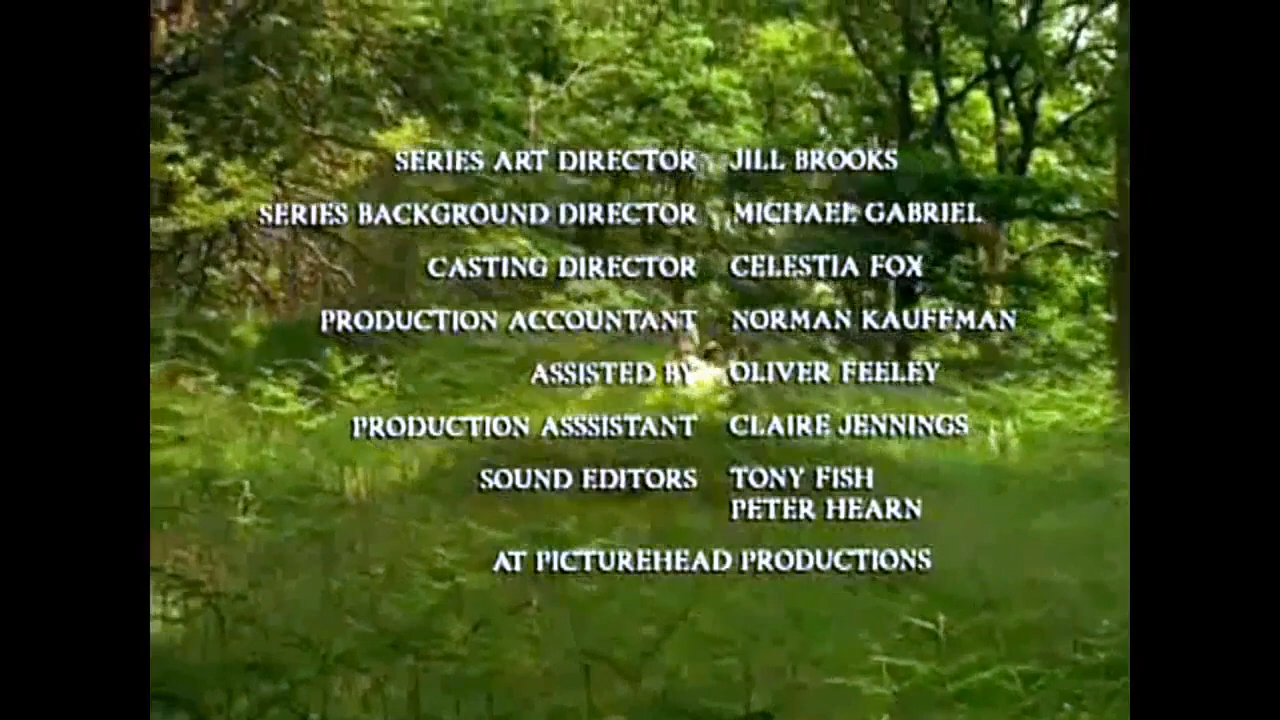 SERIES ART DIRECTOR JILL BROOKS
SERIES BACKGROUND DIRECTOR MICHAEL GABRIEL
CASTING DIRECTOR CELESTIA FOX
PRODUCTION ACCOUNTANT NORMAN KAUFFMAN
ASSISTED BY OLIVER FEELEY
PRODUCTION ASSSISTANT CLAIRE JENNINGS
SOUND EDITORS TONY FISH
PETER HEARN
AT PICTUREHEAD PRODUCTIONS